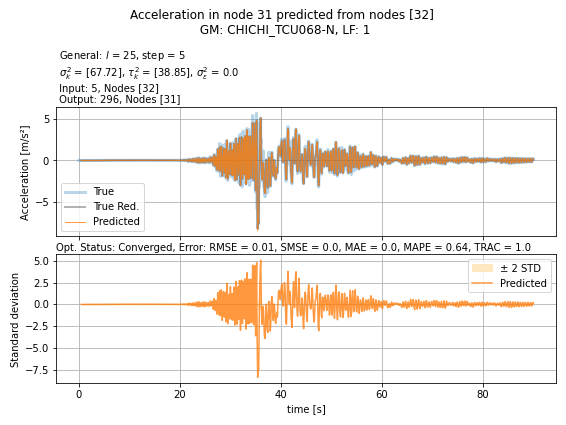 Acceleration in node 31 predicted from nodes [32]
GM: CHICHI_TCU068-N, LF: 1
General: l = 25, step = 5
σ²ₖ = [67.72], τ²ₖ = [38.85], σ²ε = 0.0
Input: 5, Nodes [32]
Output: 296, Nodes [31]
Acceleration [m/s²]
5
0
−5
True
True Red.
Predicted
Opt. Status: Converged, Error: RMSE = 0.01, SMSE = 0.0, MAE = 0.0, MAPE = 0.64, TRAC = 1.0
Standard deviation
5.0
2.5
0.0
−2.5
−5.0
−7.5
± 2 STD
Predicted
0 20 40 60 80
time [s]